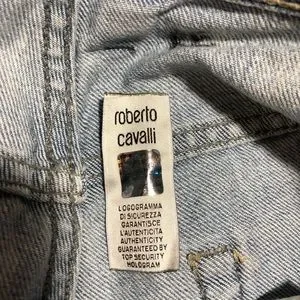 roberto
cavalli
LOGOGRAMMA
DI SICUREZZA
GARANTISCE
L'AUTENTICITA
AUTHENTICITY
GUARANTEED BY
TOP SECURITY
HOLOGRAM